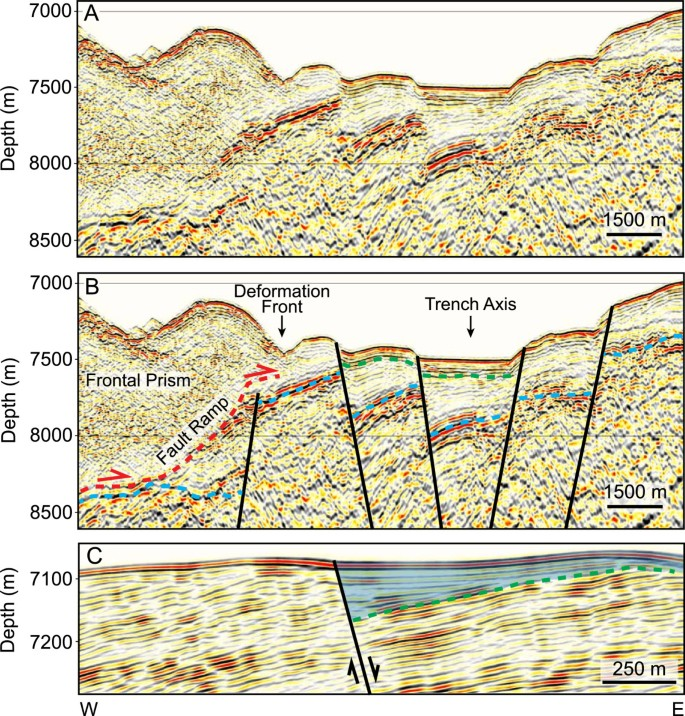 A
7000
7500
8000
8500
Depth (m)
1500 m
B
7000
7500
8000
8500
Depth (m)
Deformation
Front
Trench Axis
Frontal Prism
Fault Ramp
1500 m
C
7100
7200
Depth (m)
250 m
W
E